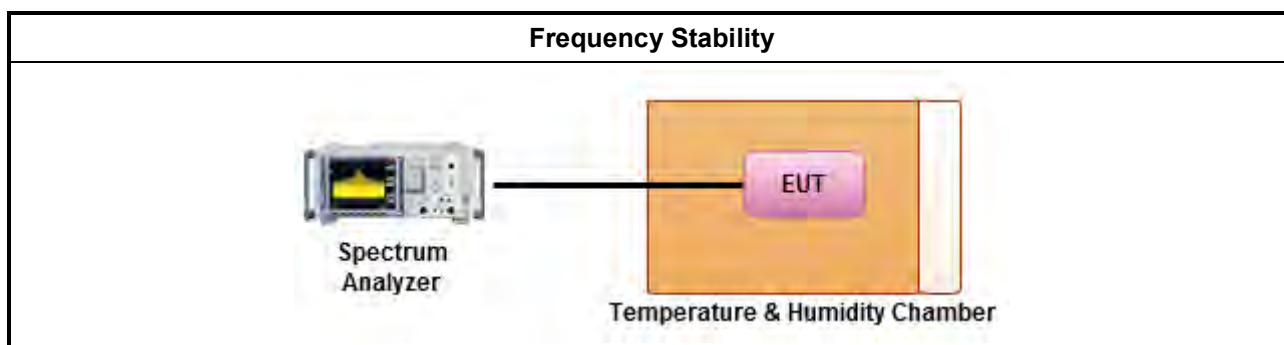 Frequency Stability
EUT
Spectrum
Analyzer
Temperature & Humidity Chamber